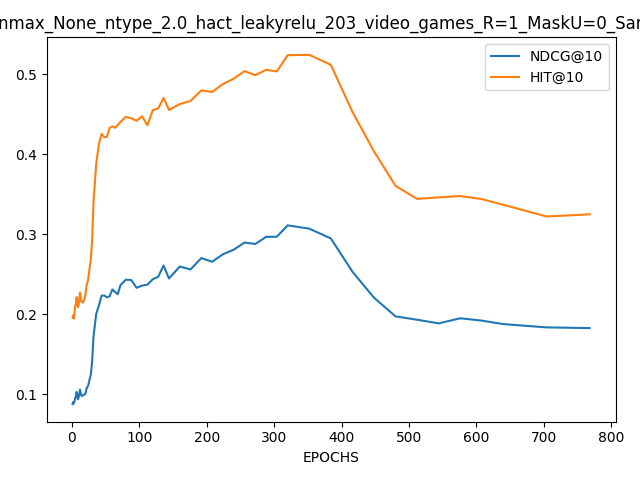 nmax_None_ntype_2.0_hact_leakyrelu_203_video_games_R=1_MaskU=0_Sar
NDCG@10
HIT@10
0.5
0.4
0.3
0.2
0.1
0 100 200 300 400 500 600 700 800
EPOCHS